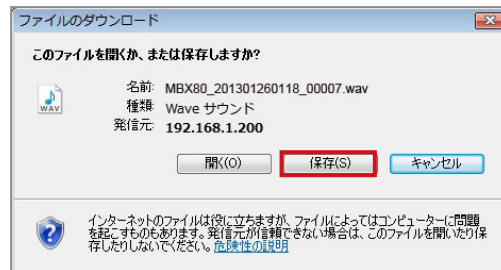 ファイルのダウンロード
このファイルを開くか、または保存しますか?
WAV
名前: MBX80_201301260118_00007.wav
種類: Wave サウンド
発信元: 192.168.1.200
開く(O) 保存(S) キャンセル
インターネットのファイルは役に立ちますが、ファイルによってはコンピューターに問題
を起こすものもあります。発信元が信頼できない場合は、このファイルを開いたり保
存したりしないでください。危険性の説明